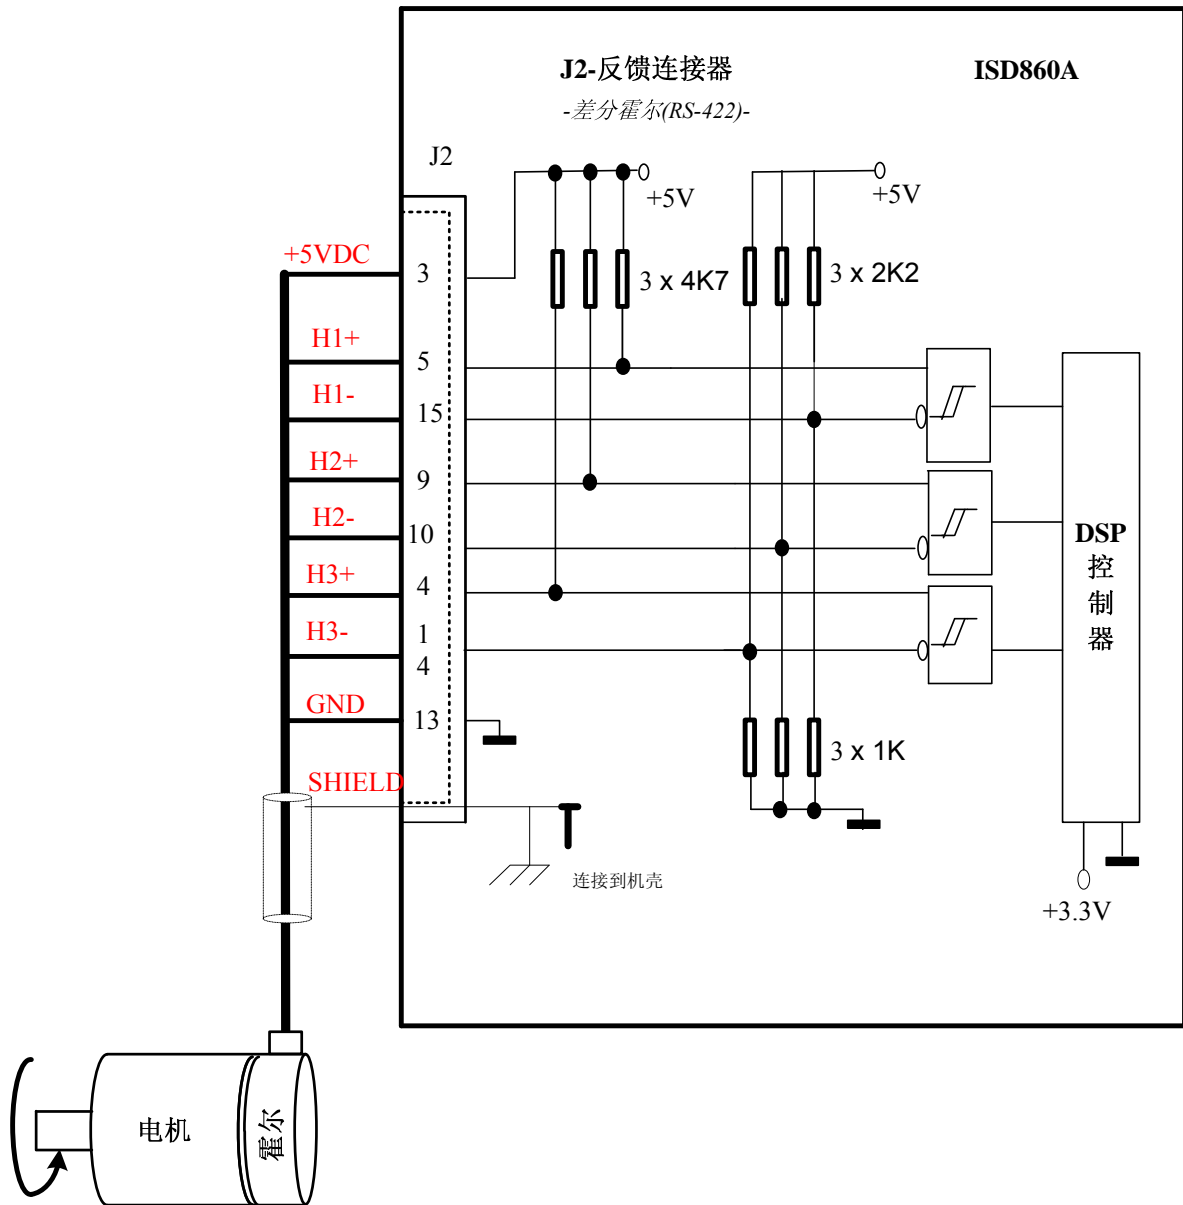 J2-反馈连接器
ISD860A
-差分霍尔(RS-422)-
J2
+5V
+5V
+5VDC
3
3 x 4K7
3 x 2K2
H1+
5
H1-
15
H2+
9
H2-
10
H3+
4
H3-
1
4
GND
13
DSP
控
制
器
3 x 1K
SHIELD
连接到机壳
+3.3V
电机
霍尔